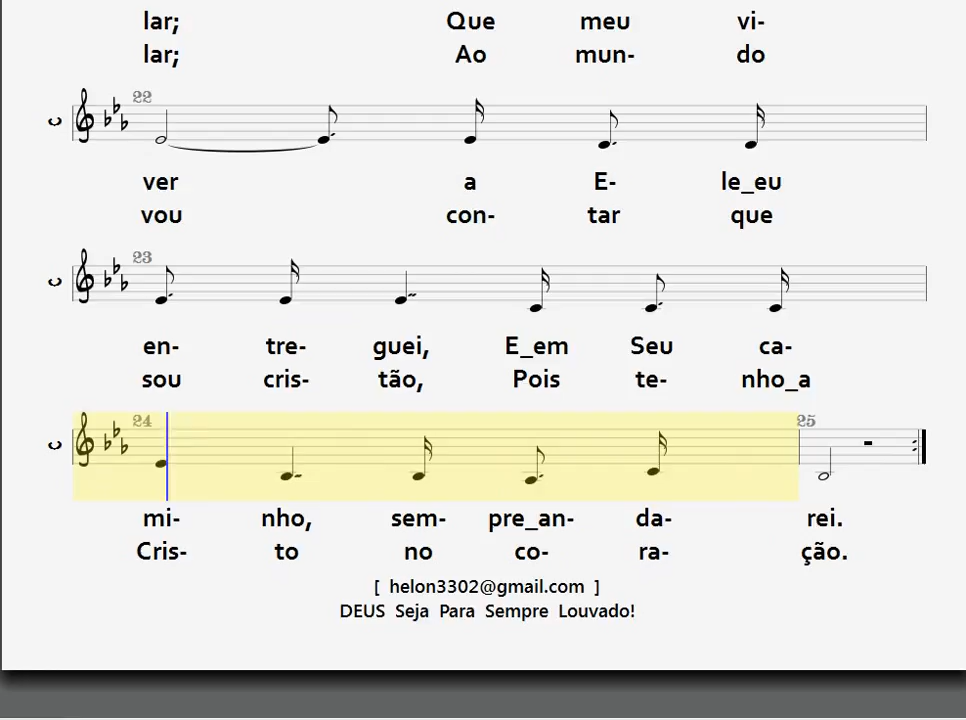 lar; Que meu vi-
lar; Ao mun- do
22
ver a E- le_eu
vou con- tar que
23
en- tre- guei, E_em Seu ca-
sou cris- tão, Pois te- nho_a
24 25
mi- nho, sem- pre_an- da- rei.
Cris- to no co- ra- ção.
[ helon3302@gmail.com ]
DEUS Seja Para Sempre Louvado!